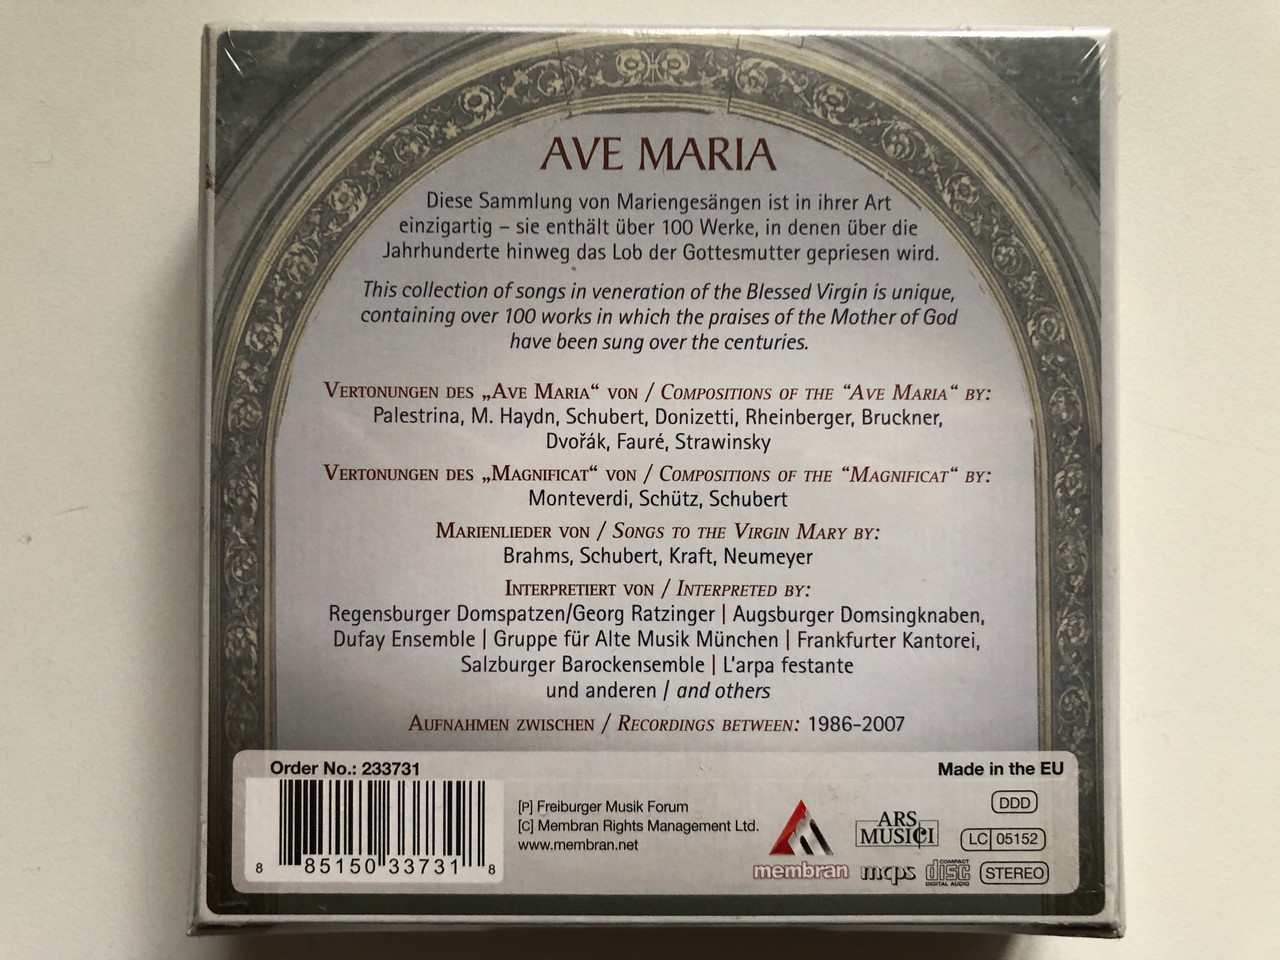 AVE MARIA
Diese Sammlung von Mariengesängen ist in ihrer Art
einzigartig – sie enthält über 100 Werke, in denen über die
Jahrhunderte hinweg das Lob der Gottesmutter gepriesen wird.
This collection of songs in veneration of the Blessed Virgin is unique,
containing over 100 works in which the praises of the Mother of God
have been sung over the centuries.
VERTONUNGEN DES „AVE MARIA“ VON / COMPOSITIONS OF THE “AVE MARIA“ BY:
Palestrina, M. Haydn, Schubert, Donizetti, Rheinberger, Bruckner,
Dvořák, Fauré, Strawinsky
VERTONUNGEN DES „MAGNIFICAT“ VON / COMPOSITIONS OF THE “MAGNIFICAT“ BY:
Monteverdi, Schütz, Schubert
MARIENLIEDER VON / SONGS TO THE VIRGIN MARY BY:
Brahms, Schubert, Kraft, Neumeyer
INTERPRETIERT VON / INTERPRETED BY:
Regensburger Domspatzen/Georg Ratzinger | Augsburger Domsingknaben,
Dufay Ensemble | Gruppe für Alte Musik München | Frankfurter Kantorei,
Salzburger Barockensemble | L'arpa festante
und anderen / and others
AUFNAHMEN ZWISCHEN / RECORDINGS BETWEEN: 1986-2007
Order No.: 233731
Made in the EU
8 85150 33731 8
[P] Freiburger Musik Forum
[C] Membran Rights Management Ltd.
www.membran.net
membran
ARS
MUSICI
mcps
COMPACT
disc
DIGITAL AUDIO
DDD
LC 05152
STEREO